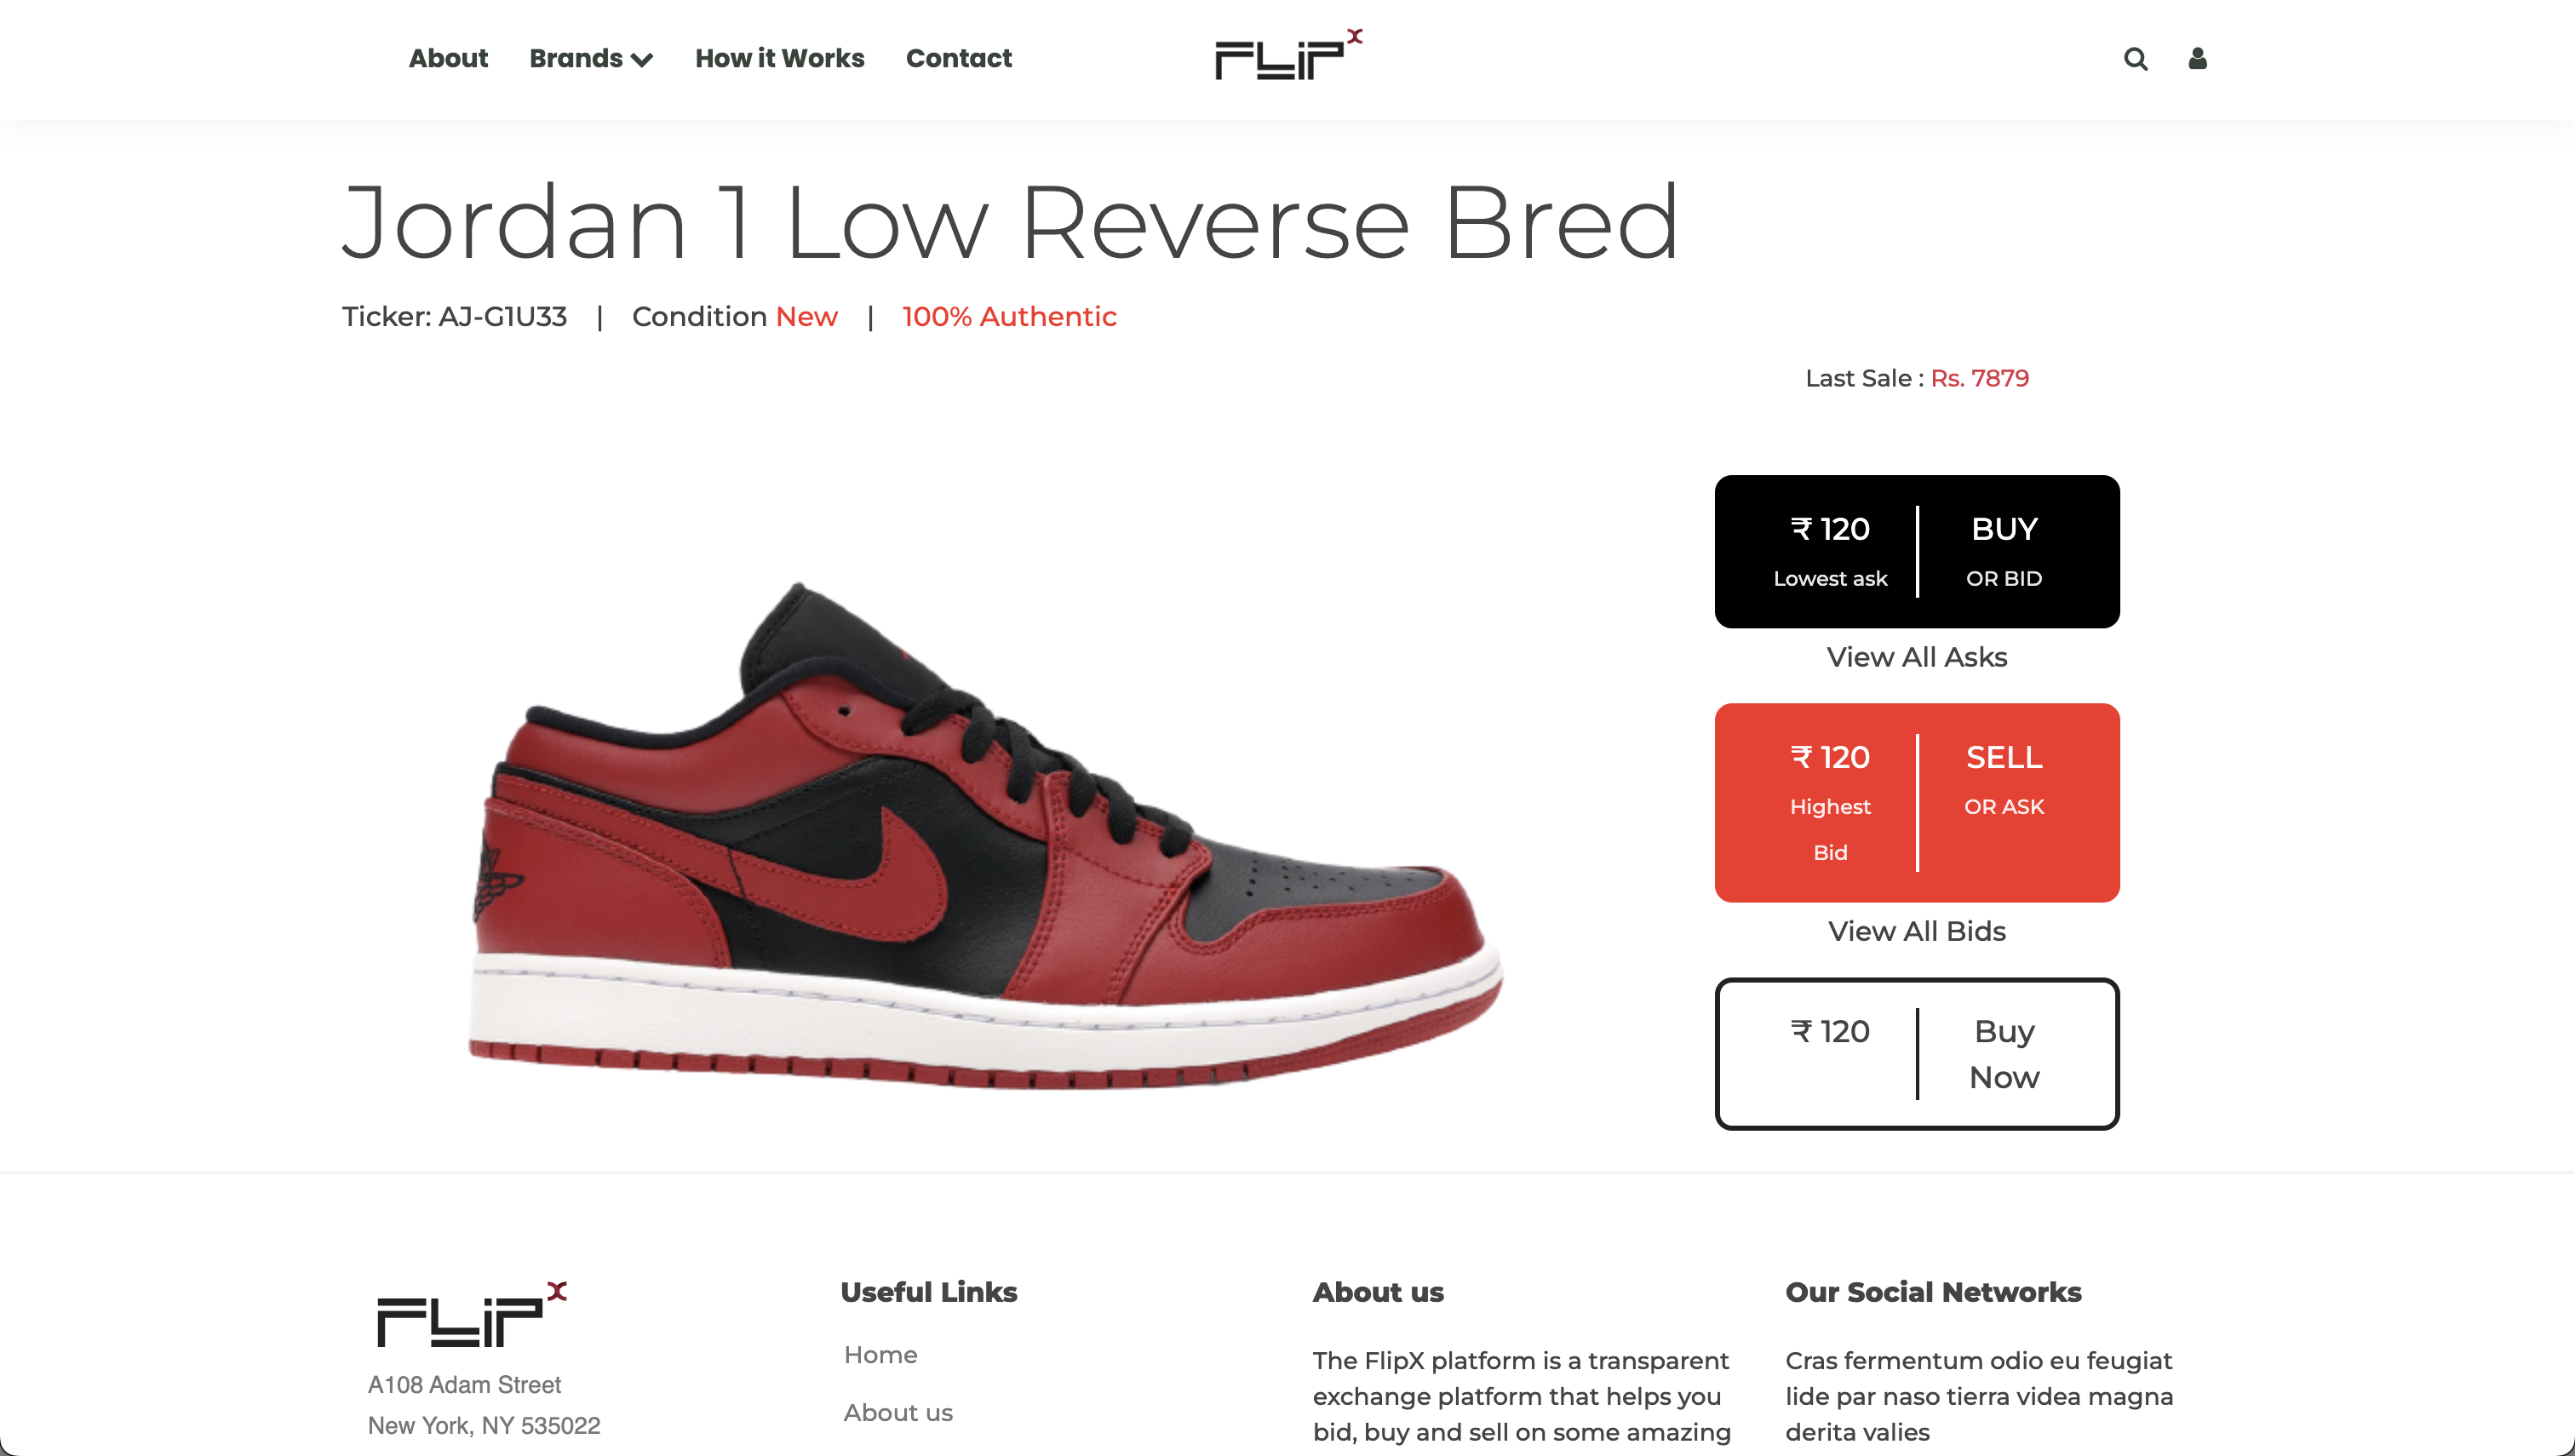 About Brands How it Works Contact FLiP X
Jordan 1 Low Reverse Bred
Ticker: AJ-G1U33 | Condition New | 100% Authentic
Last Sale : Rs. 7879
₹ 120 BUY
Lowest ask OR BID
View All Asks
₹ 120 SELL
Highest OR ASK
Bid
View All Bids
₹ 120 Buy
Now
FLiP X
A108 Adam Street
New York, NY 535022
Useful Links
Home
About us
About us
The FlipX platform is a transparent
exchange platform that helps you
bid, buy and sell on some amazing
Our Social Networks
Cras fermentum odio eu feugiat
lide par naso tierra videa magna
derita valies